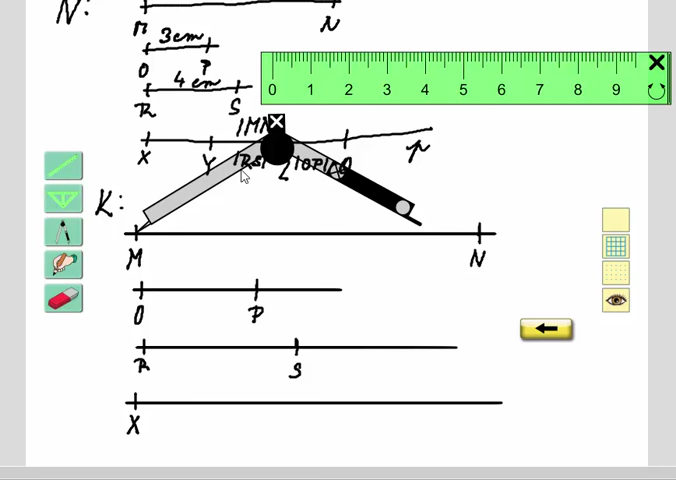 N:
M N
3cm
O P
4 cm
R S
0 1 2 3 4 5 6 7 8 9
|MN
X Y Z Q p
|RS| |OP|
K:
M N
O P
R S
X